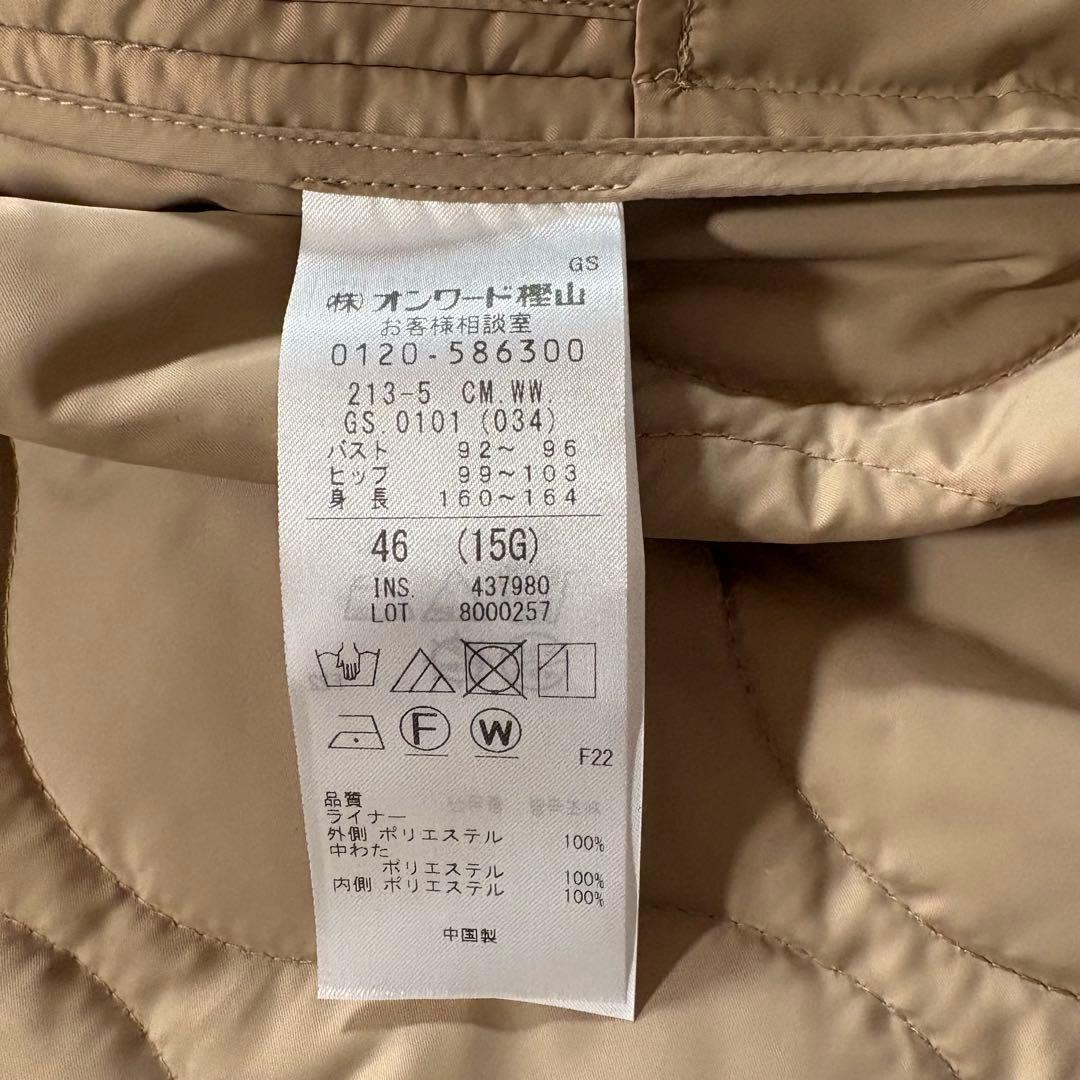 GS
(株)オンワード樫山
お客様相談室
0120-586300
213-5 CM.WW.
GS.0101 (034)
バスト 92～ 96
ヒップ 99～103
身 長 160～164
46 (15G)
INS. 437980
LOT 8000257
F
W
F22
品質
ライナー
外側 ポリエステル 100%
中わた
ポリエステル 100%
内側 ポリエステル 100%
中国製